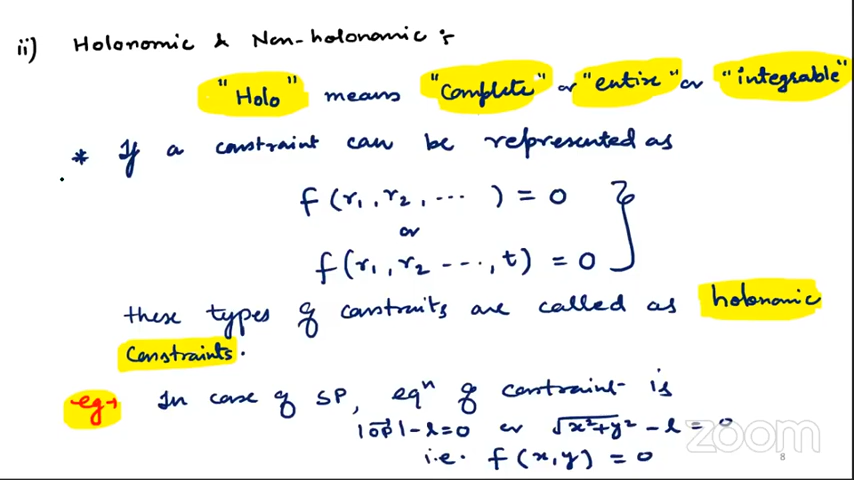 ii) Holonomic & Non-holonomic :-
"Holo" means "Complete" or "entire" or "integrable"
* If a constraint can be represented as
f (r₁, r₂, ... ) = 0
or
f (r₁, r₂ ----, t) = 0
these types of constraints are called as holonomic
constraints.
eg→ In case of SP, eqⁿ of constraint is
|OP| - l = 0 or √x²+y² - l = 0
i.e. f (x, y) = 0
zoom
8